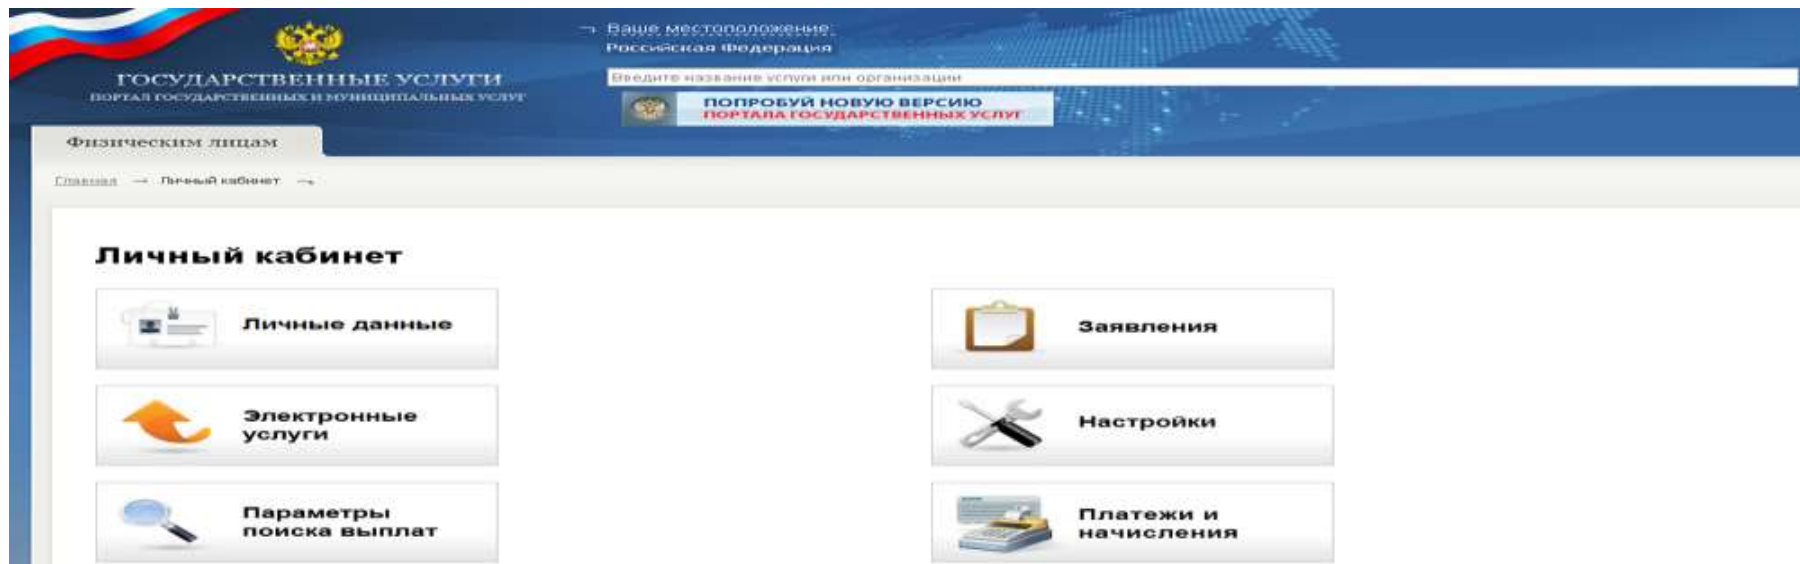 Ваше местоположение:
Российская Федерация
ГОСУДАРСТВЕННЫЕ УСЛУГИ
ПОРТАЛ ГОСУДАРСТВЕННЫХ И МУНИЦИПАЛЬНЫХ УСЛУГ
Введите название услуги или организации
ПОПРОБУЙ НОВУЮ ВЕРСИЮ
ПОРТАЛА ГОСУДАРСТВЕННЫХ УСЛУГ
Физическим лицам
Главная → Личный кабинет
Личный кабинет
Личные данные
Заявления
Электронные
услуги
Настройки
Параметры
поиска выплат
Платежи и
начисления